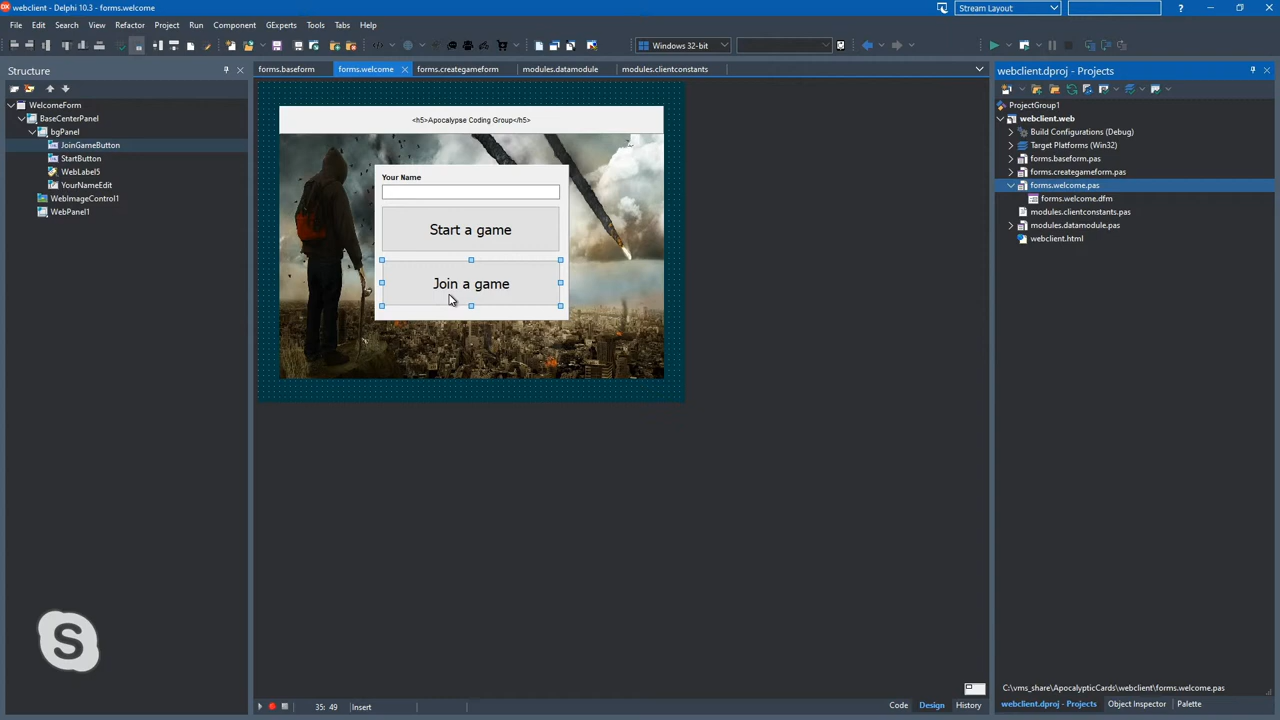 webclient - Delphi 10.3 - forms.welcome
Stream Layout
File Edit Search View Refactor Project Run Component GExperts Tools Tabs Help
Windows 32-bit
Structure
forms.baseform forms.welcome forms.creategameform modules.datamodule modules.clientconstants
webclient.dproj - Projects
WelcomeForm
BaseCenterPanel
bgPanel
JoinGameButton
StartButton
WebLabel5
YourNameEdit
WebImageControl1
WebPanel1
<h5>Apocalypse Coding Group</h5>
Your Name
Start a game
Join a game
ProjectGroup1
webclient.web
Build Configurations (Debug)
Target Platforms (Win32)
forms.baseform.pas
forms.creategameform.pas
forms.welcome.pas
forms.welcome.dfm
modules.clientconstants.pas
modules.datamodule.pas
webclient.html
S
C:\vms_share\ApocalypticCards\webclient\forms.welcome.pas
35: 49 Insert
Code Design History
webclient.dproj - Projects Object Inspector Palette